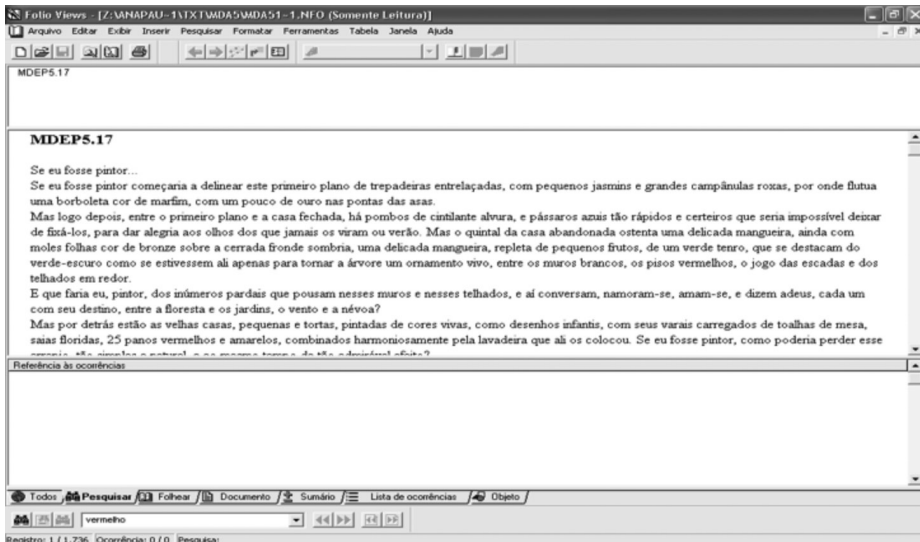 Folio Views - [Z:\ANAPAU~1\TXT\MDA5\MDA51-1.NFO (Somente Leitura)]
Arquivo Editar Exibir Inserir Pesquisar Formatar Ferramentas Tabela Janela Ajuda
MDEP5.17
MDEP5.17
Se eu fosse pintor...
Se eu fosse pintor começaria a delinear este primeiro plano de trepadeiras entrelaçadas, com pequenos jasmins e grandes campânulas roxas, por onde flutua
uma borboleta cor de marfim, com um pouco de ouro nas pontas das asas.
Mas logo depois, entre o primeiro plano e a casa fechada, há pombos de cintilante alvura, e pássaros azuis tão rápidos e certeiros que seria impossível deixar
de fixá-los, para dar alegria aos olhos dos que jamais os viram ou verão. Mas o quintal da casa abandonada ostenta uma delicada mangueira, ainda com
moles folhas cor de bronze sobre a cerrada fronde sombria, uma delicada mangueira, repleta de pequenos frutos, de um verde tenro, que se destacam do
verde-escuro como se estivessem ali apenas para tornar a árvore um ornamento vivo, entre os muros brancos, os pisos vermelhos, o jogo das escadas e dos
telhados em redor.
E que faria eu, pintor, dos inúmeros pardais que pousam nesses muros e nesses telhados, e aí conversam, namoram-se, amam-se, e dizem adeus, cada um
com seu destino, entre a floresta e os jardins, o vento e a névoa?
Mas por detrás estão as velhas casas, pequenas e tortas, pintadas de cores vivas, como desenhos infantis, com seus varais carregados de toalhas de mesa,
saias floridas, 25 panos vermelhos e amarelos, combinados harmoniosamente pela lavadeira que ali os colocou. Se eu fosse pintor, como poderia perder esse
Referência às ocorrências
Todos Pesquisar Folhear Documento Sumário Lista de ocorrências Objeto
vermelho
Registro: 1 / 1.736 Ocorrência: 0 / 0 Pesquisa: